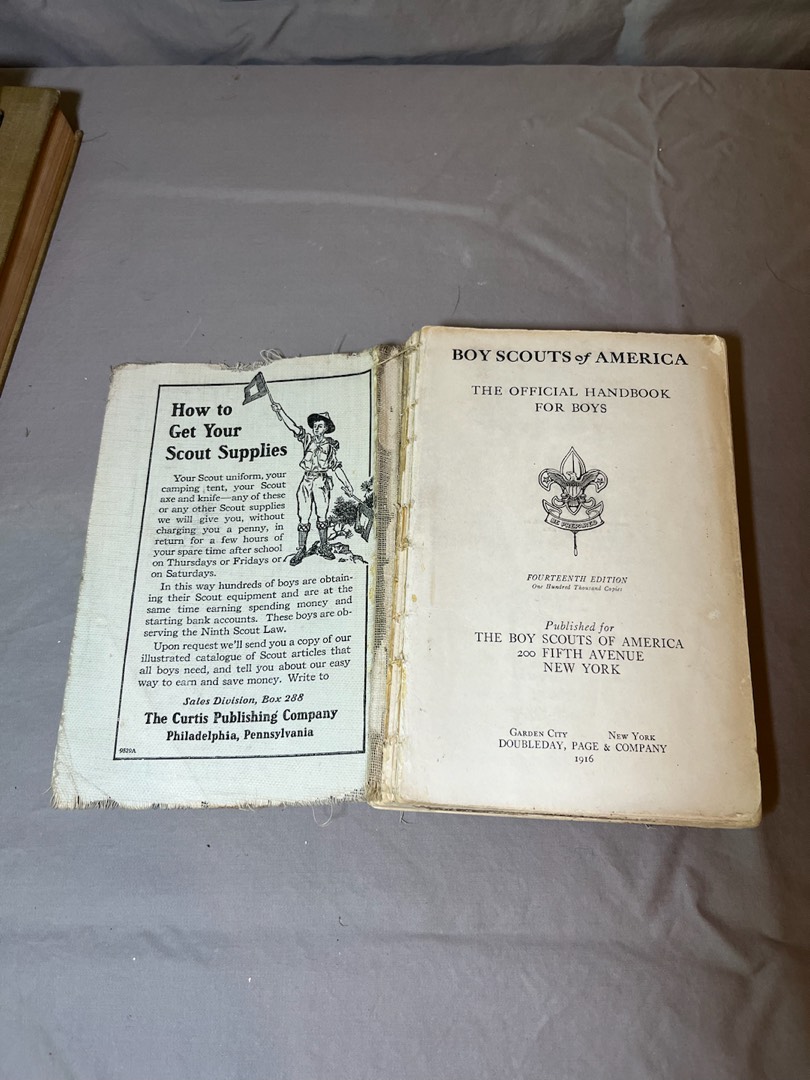 How to
Get Your
Scout Supplies
Your Scout uniform, your
camping tent, your Scout
axe and knife—any of these
or any other Scout supplies
we will give you, without
charging you a penny, in
return for a few hours of
your spare time after school
on Thursdays or Fridays or
on Saturdays.
In this way hundreds of boys are obtain-
ing their Scout equipment and are at the
same time earning spending money and
starting bank accounts. These boys are ob-
serving the Ninth Scout Law.
Upon request we'll send you a copy of our
illustrated catalogue of Scout articles that
all boys need, and tell you about our easy
way to earn and save money. Write to
Sales Division, Box 288
The Curtis Publishing Company
Philadelphia, Pennsylvania
9829A
BOY SCOUTS of AMERICA
THE OFFICIAL HANDBOOK
FOR BOYS
BE PREPARED
FOURTEENTH EDITION
One Hundred Thousand Copies
Published for
THE BOY SCOUTS OF AMERICA
200 FIFTH AVENUE
NEW YORK
GARDEN CITY NEW YORK
DOUBLEDAY, PAGE & COMPANY
1916